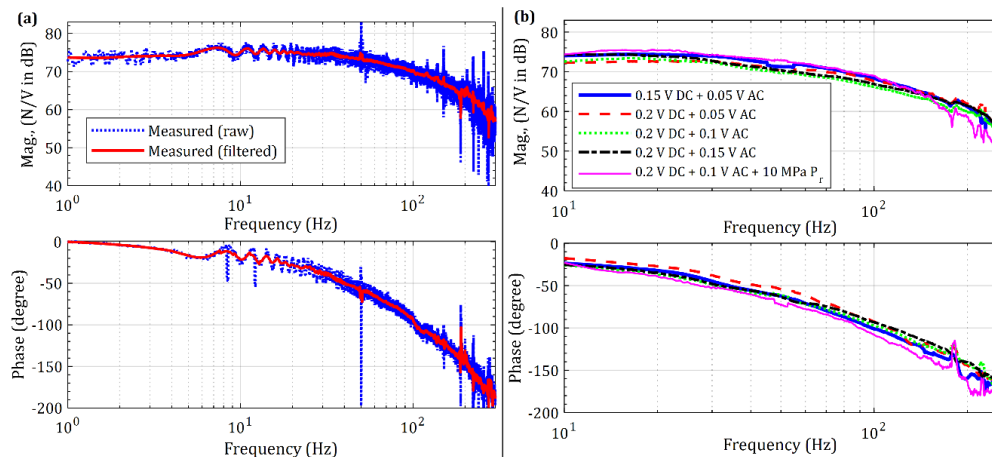 (a)
80
70
60
50
40
Mag., (N/V in dB)
Measured (raw)
Measured (filtered)
10^0
10^1
10^2
Frequency (Hz)
0
-50
-100
-150
-200
Phase (degree)
10^0
10^1
10^2
Frequency (Hz)
(b)
80
70
60
50
40
Mag., (N/V in dB)
0.15 V DC + 0.05 V AC
0.2 V DC + 0.05 V AC
0.2 V DC + 0.1 V AC
0.2 V DC + 0.15 V AC
0.2 V DC + 0.1 V AC + 10 MPa P_r
10^1
10^2
Frequency (Hz)
0
-50
-100
-150
-200
Phase (degree)
10^1
10^2
Frequency (Hz)